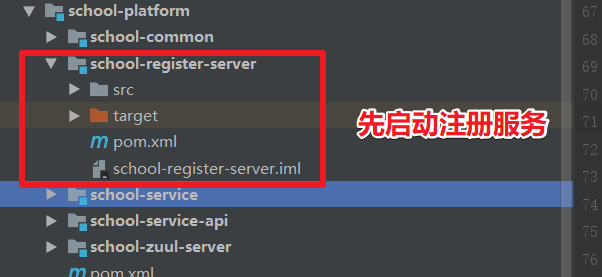 school-platform
67
school-common
68
school-register-server
69
src
70
target
71
先启动注册服务
pom.xml
72
school-register-server.iml
73
school-service
74
school-service-api
75
school-zuul-server
76
pom.xml